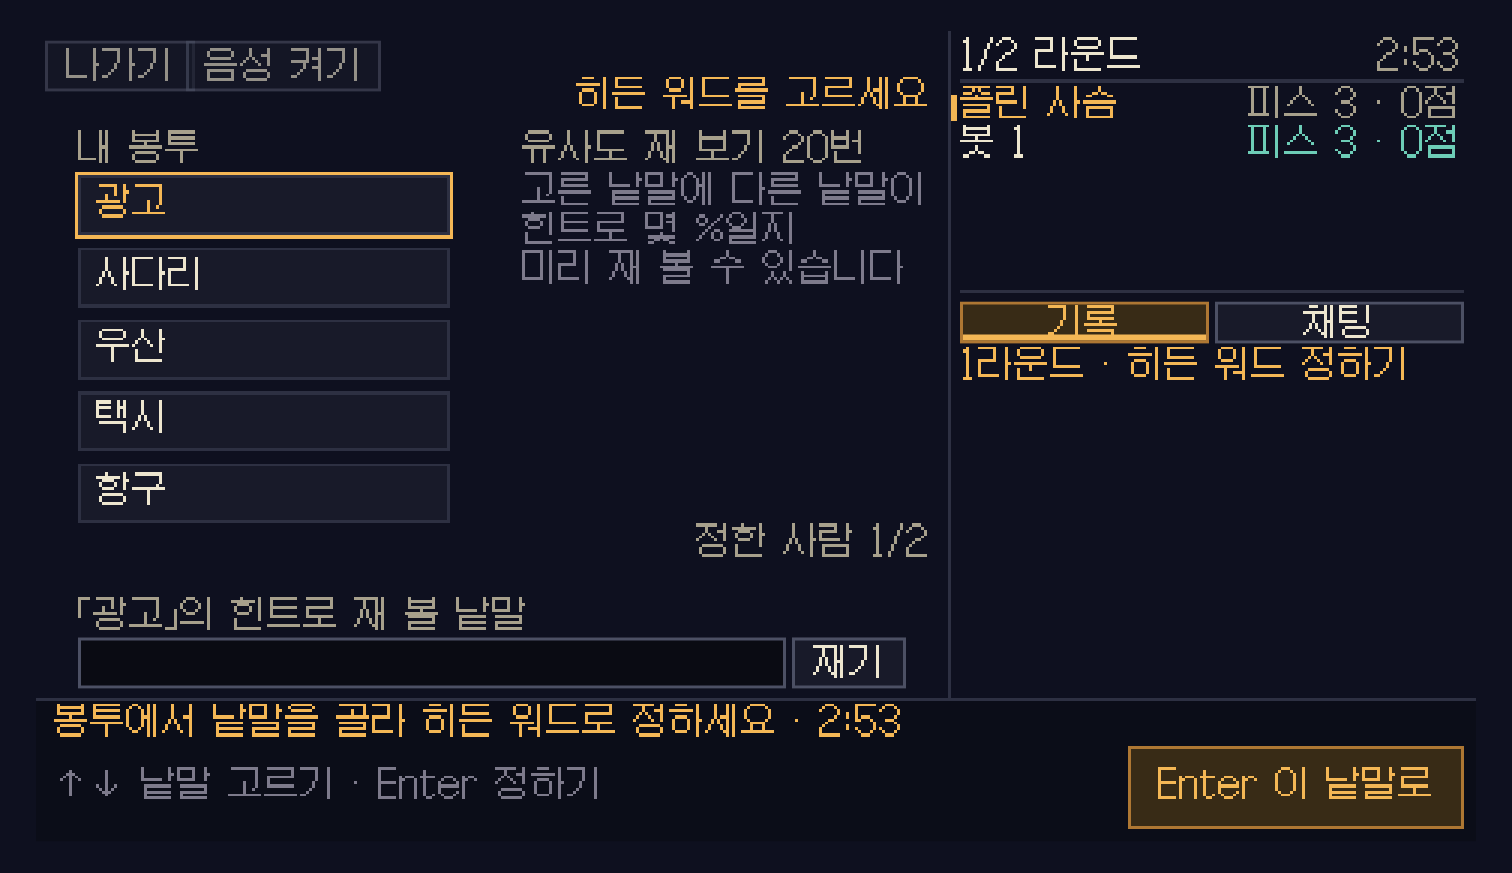 나가기 음성 켜기
히든 워드를 고르세요
내 봉투
광고
사다리
우산
택시
항구
유사도 재 보기 20번
고른 낱말에 다른 낱말이
힌트로 몇 %일지
미리 재 볼 수 있습니다
정한 사람 1/2
「광고」의 힌트로 재 볼 낱말
재기
1/2 라운드 2:53
졸린 사슴 피스 3 · 0점
봇 1 피스 3 · 0점
기록 채팅
1라운드 · 히든 워드 정하기
봉투에서 낱말을 골라 히든 워드로 정하세요 · 2:53
↑↓ 낱말 고르기 · Enter 정하기
Enter 이 낱말로